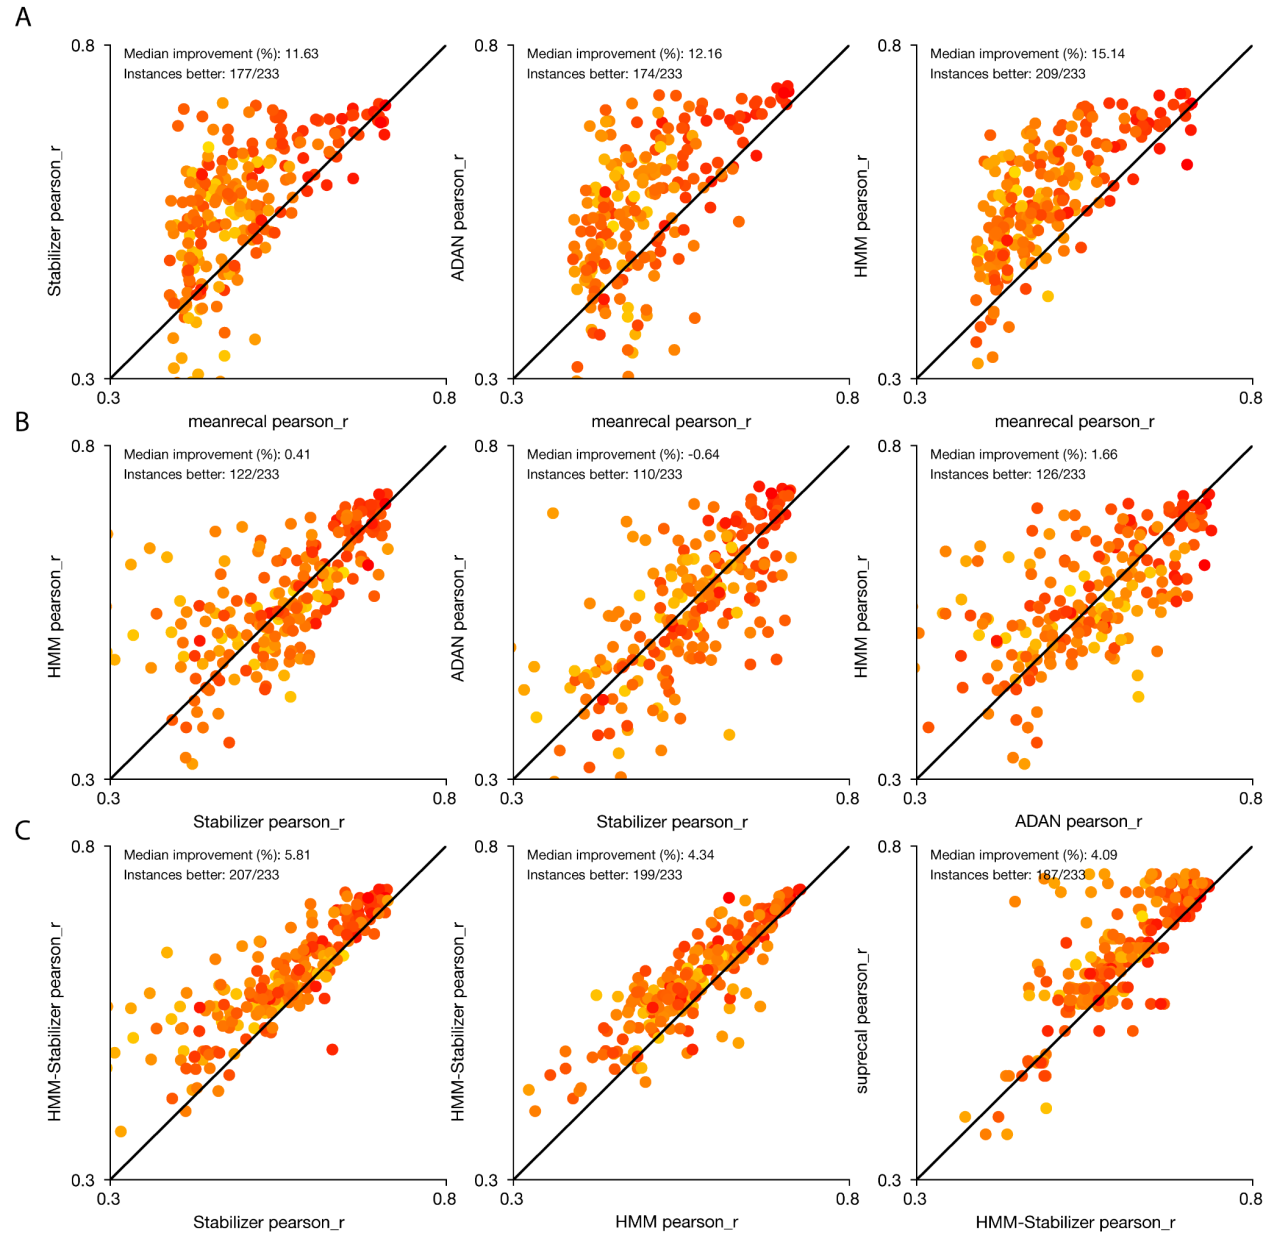 A
0.8
Median improvement (%): 11.63
Instances better: 177/233
Stabilizer pearson_r
0.3
0.3
0.8
meanrecal pearson_r
0.8
Median improvement (%): 12.16
Instances better: 174/233
ADAN pearson_r
0.3
0.3
0.8
meanrecal pearson_r
0.8
Median improvement (%): 15.14
Instances better: 209/233
HMM pearson_r
0.3
0.3
0.8
meanrecal pearson_r
B
0.8
Median improvement (%): 0.41
Instances better: 122/233
HMM pearson_r
0.3
0.3
0.8
Stabilizer pearson_r
0.8
Median improvement (%): -0.64
Instances better: 110/233
ADAN pearson_r
0.3
0.3
0.8
Stabilizer pearson_r
0.8
Median improvement (%): 1.66
Instances better: 126/233
HMM pearson_r
0.3
0.3
0.8
ADAN pearson_r
C
0.8
Median improvement (%): 5.81
Instances better: 207/233
HMM-Stabilizer pearson_r
0.3
0.3
0.8
Stabilizer pearson_r
0.8
Median improvement (%): 4.34
Instances better: 199/233
HMM-Stabilizer pearson_r
0.3
0.3
0.8
HMM pearson_r
0.8
Median improvement (%): 4.09
Instances better: 187/233
suprecal pearson_r
0.3
0.3
0.8
HMM-Stabilizer pearson_r